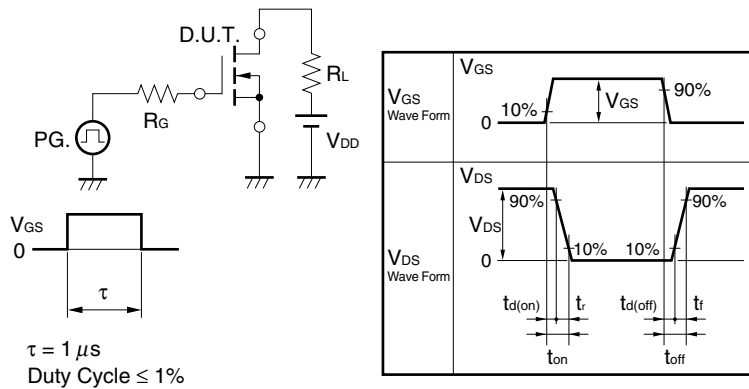 D.U.T.
RG
PG.
RL
VDD
VGS
0
τ
τ = 1 μs
Duty Cycle ≤ 1%
VGS
Wave Form
VGS
10%
VGS
90%
0
VDS
Wave Form
VDS
90%
VDS
10%
10%
90%
0
td(on)
tr
td(off)
tf
ton
toff